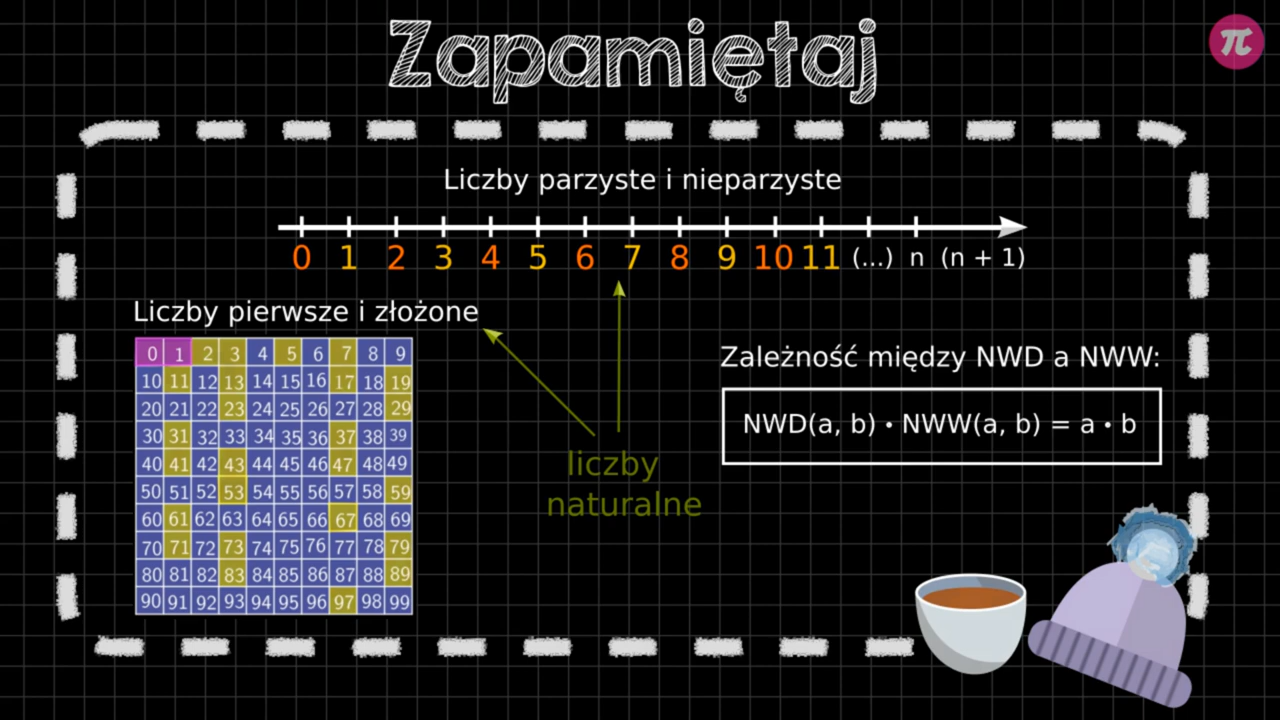 Zapamiętaj
π
Liczby parzyste i nieparzyste
0 1 2 3 4 5 6 7 8 9 10 11 (...) n (n + 1)
Liczby pierwsze i złożone
0 1 2 3 4 5 6 7 8 9
10 11 12 13 14 15 16 17 18 19
20 21 22 23 24 25 26 27 28 29
30 31 32 33 34 35 36 37 38 39
40 41 42 43 44 45 46 47 48 49
50 51 52 53 54 55 56 57 58 59
60 61 62 63 64 65 66 67 68 69
70 71 72 73 74 75 76 77 78 79
80 81 82 83 84 85 86 87 88 89
90 91 92 93 94 95 96 97 98 99
liczby
naturalne
Zależność między NWD a NWW:
NWD(a, b) • NWW(a, b) = a • b